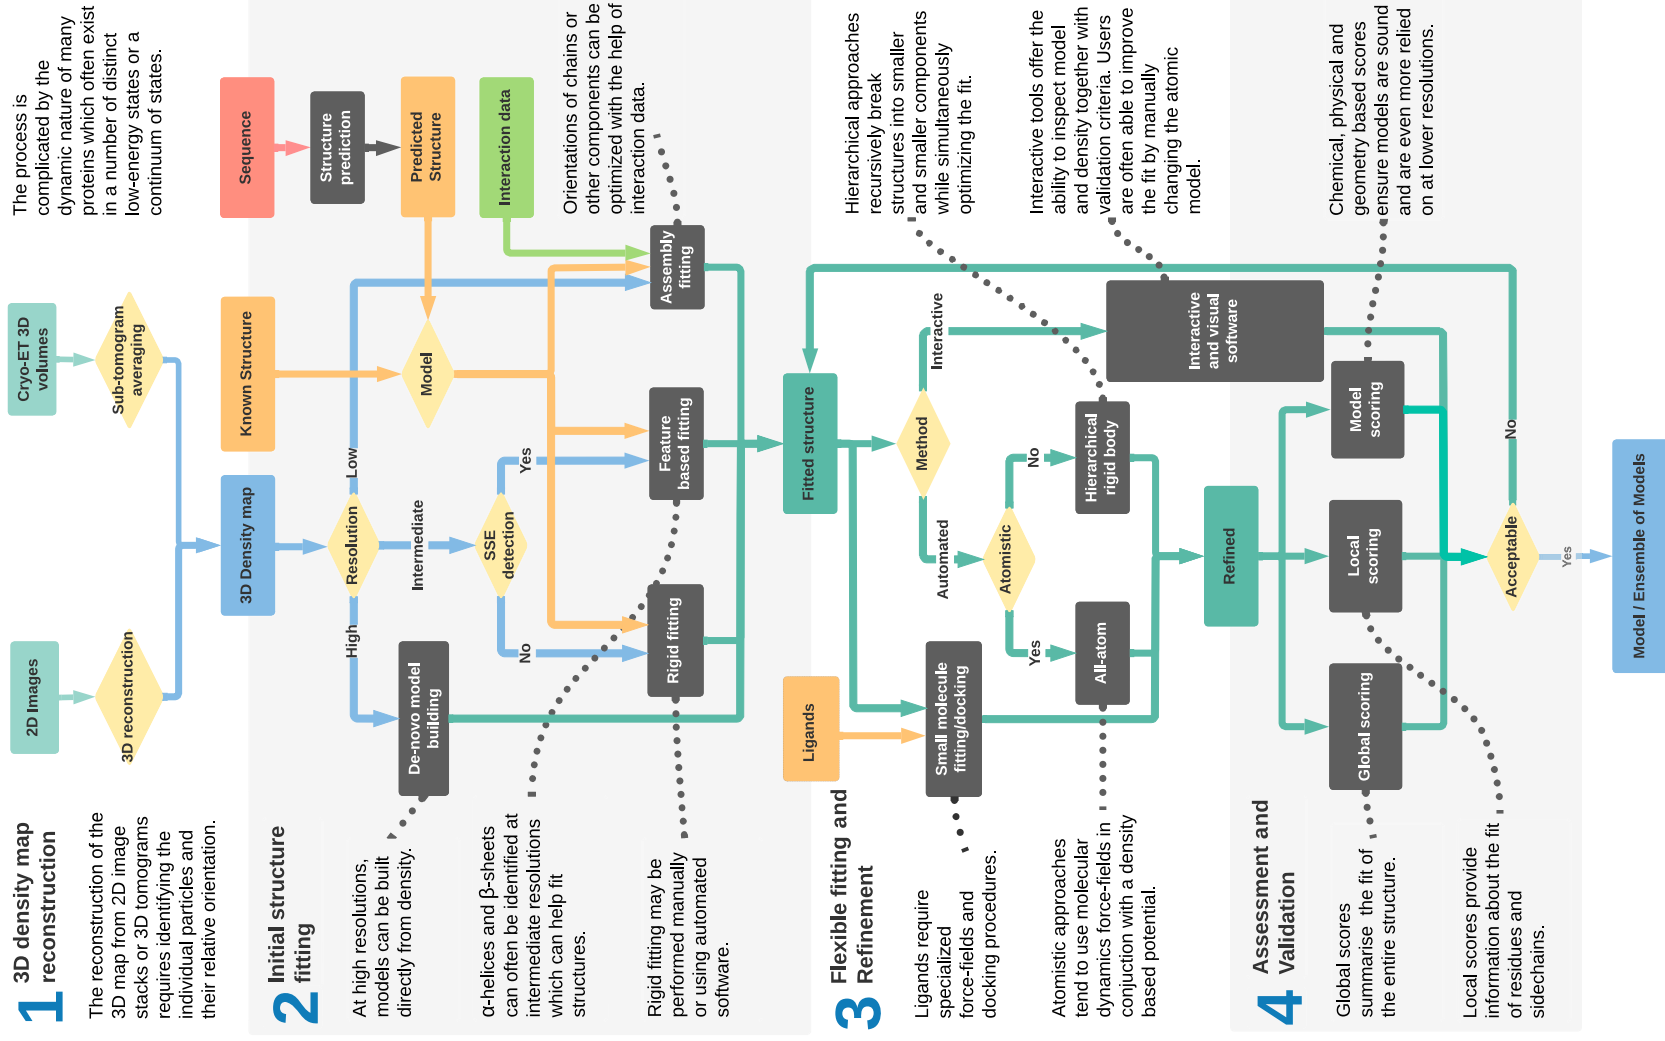 1
3D density map
reconstruction
The reconstruction of the
3D map from 2D image
stacks or 3D tomograms
requires identifying the
individual particles and
their relative orientation.
2D Images
3D reconstruction
Cryo-ET 3D
volumes
Sub-tomogram
averaging
The process is
complicated by the
dynamic nature of many
proteins which often exist
in a number of distinct
low-energy states or a
continuum of states.
3D Density map
Known Structure
Sequence
2
Initial structure
fitting
Structure
prediction
Resolution
High
Low
Intermediate
At high resolutions,
models can be built
directly from density.
De-novo model
building
Model
Predicted
Structure
Interaction data
α-helices and β-sheets
can often be identified at
intermediate resolutions
which can help fit
structures.
SSE
detection
No
Yes
Orientations of chains or
other components can be
optimized with the help of
interaction data.
Rigid fitting may be
performed manually
or using automated
software.
Rigid fitting
Feature
based fitting
Assembly
fitting
3
Flexible fitting and
Refinement
Ligands
Fitted structure
Hierarchical approaches
recursively break
structures into smaller
and smaller components
while simultaneously
optimizing the fit.
Ligands require
specialized
force-fields and
docking procedures.
Small molecule
fitting/docking
Method
Automated
Interactive
Atomistic
Yes
No
Atomistic approaches
tend to use molecular
dynamics force-fields in
conjuction with a density
based potential.
All-atom
Hierarchical
rigid body
Interactive
and visual
software
Interactive tools offer the
ability to inspect model
and density together with
validation criteria. Users
are often able to improve
the fit by manually
changing the atomic
model.
Refined
4
Assessment and
Validation
Global scores
summarise the fit of
the entire structure.
Global scoring
Local
scoring
Model
scoring
Chemical, physical and
geometry based scores
ensure models are sound
and are even more relied
on at lower resolutions.
Local scores provide
information about the fit
of residues and
sidechains.
Acceptable
No
Yes
Model / Ensemble of Models